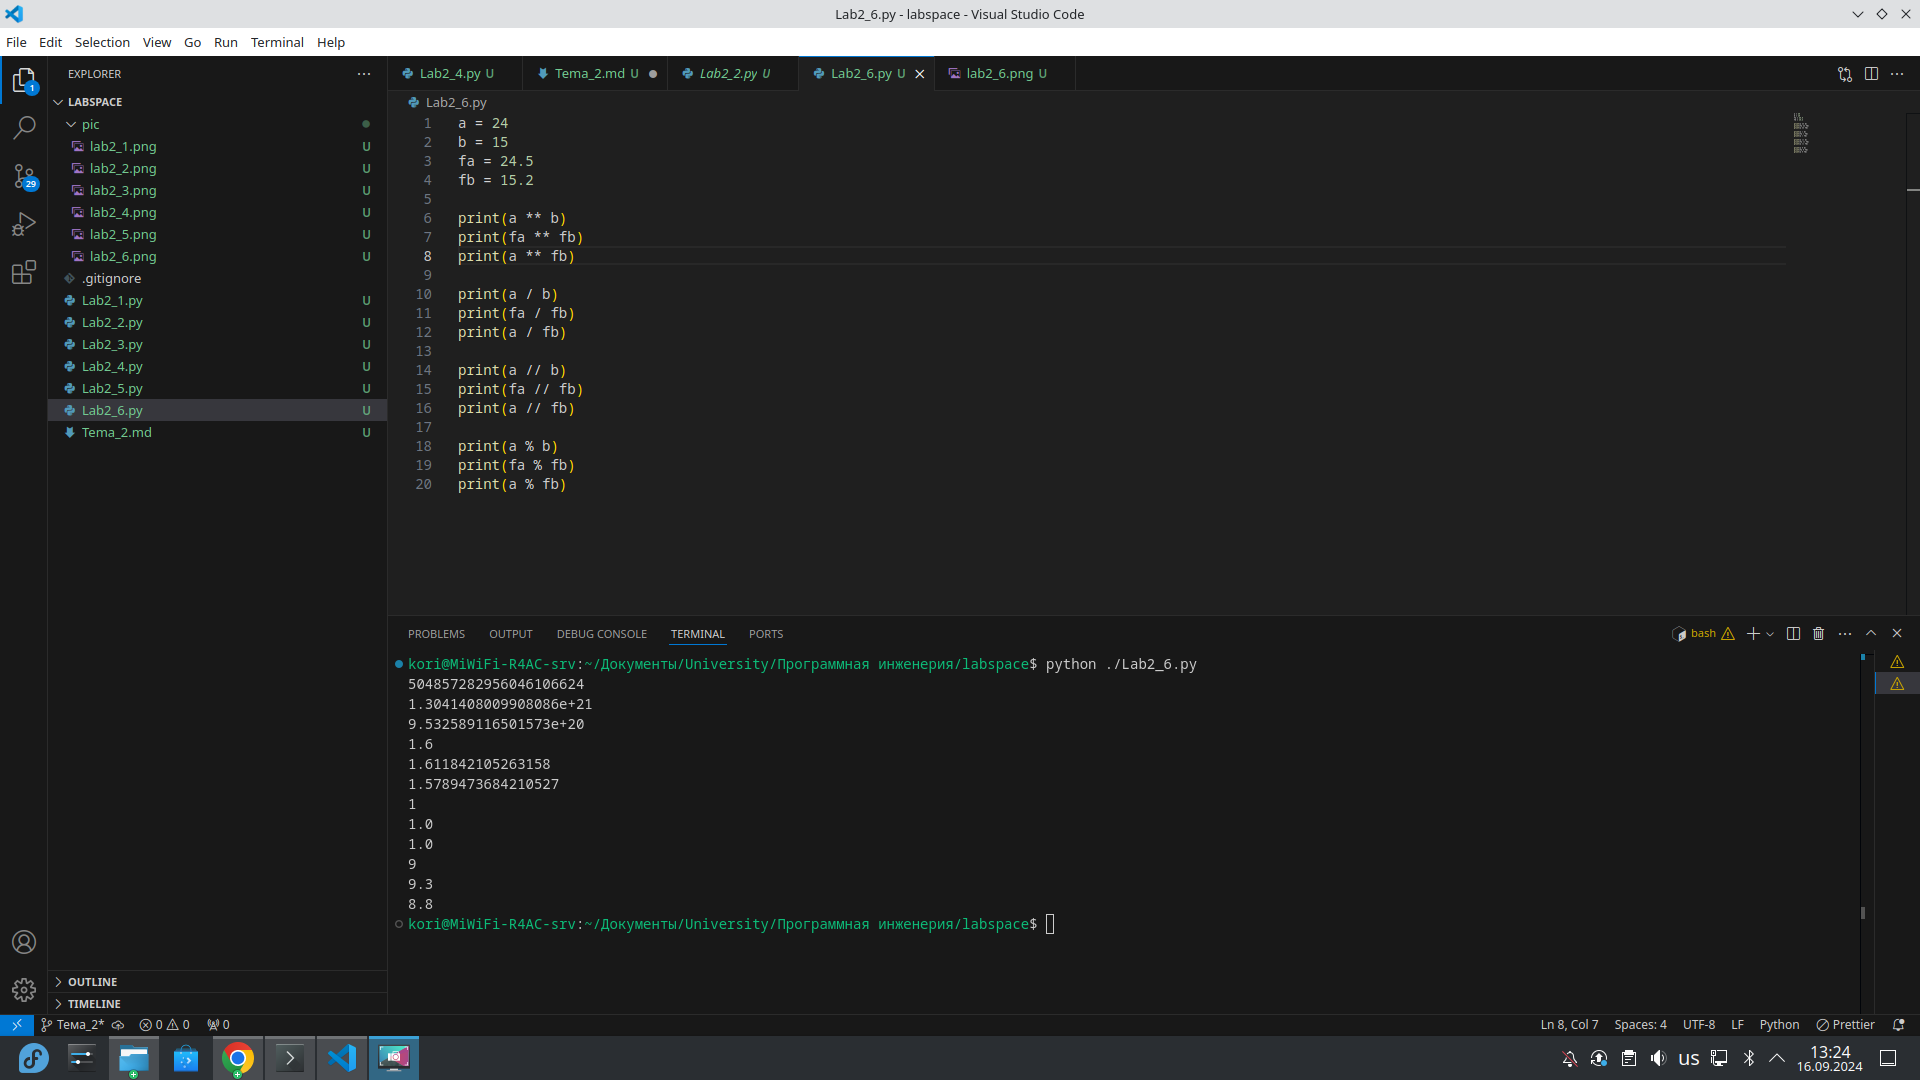 Lab2_6.py - labspace - Visual Studio Code
File Edit Selection View Go Run Terminal Help
EXPLORER
LABSPACE
pic
lab2_1.png U
lab2_2.png U
lab2_3.png U
lab2_4.png U
lab2_5.png U
lab2_6.png U
.gitignore
Lab2_1.py U
Lab2_2.py U
Lab2_3.py U
Lab2_4.py U
Lab2_5.py U
Lab2_6.py U
Tema_2.md U
OUTLINE
TIMELINE
1
29
Lab2_4.py U Tema_2.md U Lab2_2.py U Lab2_6.py U lab2_6.png U
Lab2_6.py
1 a = 24
2 b = 15
3 fa = 24.5
4 fb = 15.2
5
6 print(a ** b)
7 print(fa ** fb)
8 print(a ** fb)
9
10 print(a / b)
11 print(fa / fb)
12 print(a / fb)
13
14 print(a // b)
15 print(fa // fb)
16 print(a // fb)
17
18 print(a % b)
19 print(fa % fb)
20 print(a % fb)
PROBLEMS OUTPUT DEBUG CONSOLE TERMINAL PORTS
bash
kori@MiWiFi-R4AC-srv:~/Документы/University/Программная инженерия/labspace$ python ./Lab2_6.py
504857282956046106624
1.3041408009908086e+21
9.532589116501573e+20
1.6
1.611842105263158
1.5789473684210527
1
1.0
1.0
9
9.3
8.8
kori@MiWiFi-R4AC-srv:~/Документы/University/Программная инженерия/labspace$
Тема_2* 0 0 0 Ln 8, Col 7 Spaces: 4 UTF-8 LF Python Prettier
us 13:24
16.09.2024